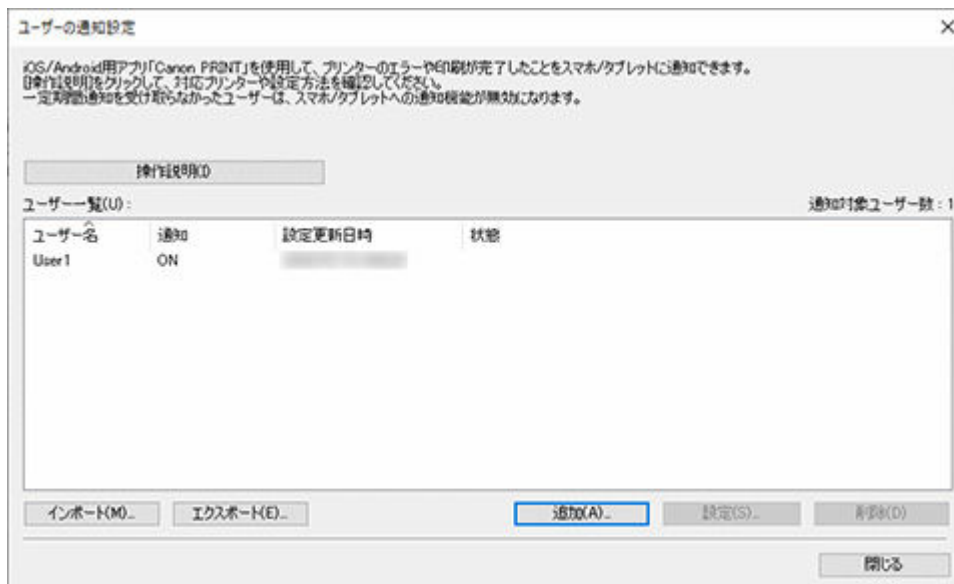 ユーザーの通知設定
iOS/Android用アプリ「Canon PRINT」を使用して、プリンターのエラーや印刷が完了したことをスマホ/タブレットに通知できます。
[操作説明]をクリックして、対応プリンターや設定方法を確認してください。
一定期間通知を受け取らなかったユーザーは、スマホ/タブレットへの通知機能が無効になります。
操作説明(I)
ユーザー一覧(U): 通知対象ユーザー数:1
ユーザー名 通知 設定更新日時 状態
User1 ON
インポート(M)... エクスポート(E)... 追加(A)... 設定(S)... 削除(D)
閉じる